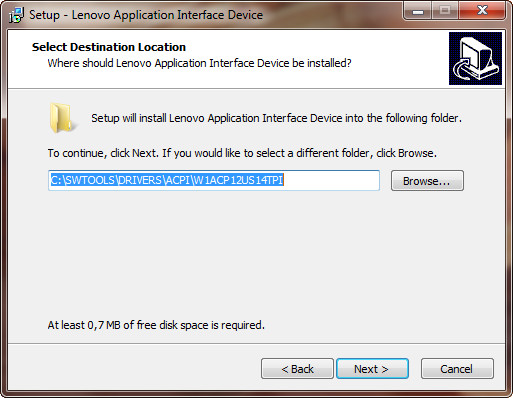 Setup - Lenovo Application Interface Device
Select Destination Location
Where should Lenovo Application Interface Device be installed?
Setup will install Lenovo Application Interface Device into the following folder.
To continue, click Next. If you would like to select a different folder, click Browse.
C:\SWTOOLS\DRIVERS\ACPI\W1ACP12US14TPI
Browse...
At least 0,7 MB of free disk space is required.
< Back
Next >
Cancel